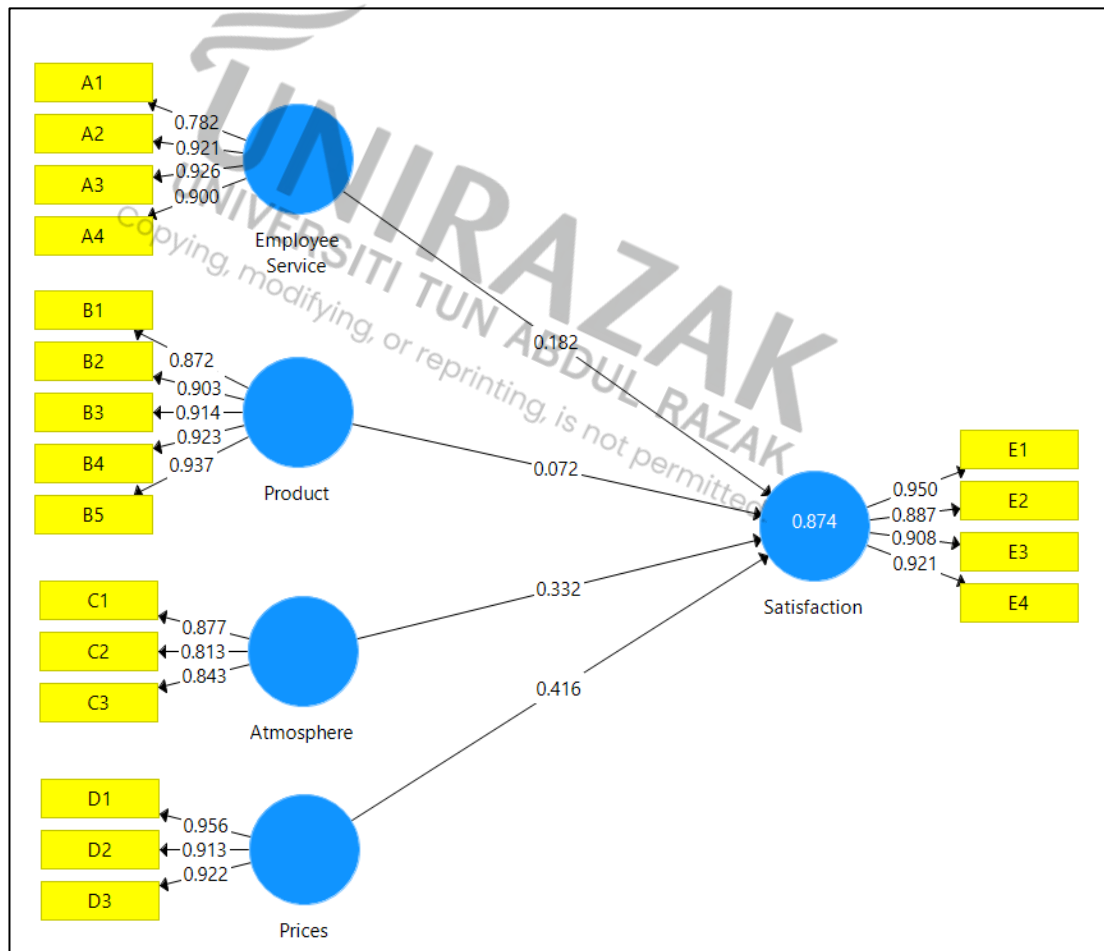 A1
A2
A3
A4
0.782
0.921
0.926
0.900
Employee
Service
B1
B2
B3
B4
B5
0.872
0.903
0.914
0.923
0.937
Product
C1
C2
C3
0.877
0.813
0.843
Atmosphere
D1
D2
D3
0.956
0.913
0.922
Prices
0.182
0.072
0.332
0.416
0.874
Satisfaction
0.950
0.887
0.908
0.921
E1
E2
E3
E4
UNIRAZAK
UNIVERSITI TUN ABDUL RAZAK
Copying, modifying, or reprinting, is not permitted